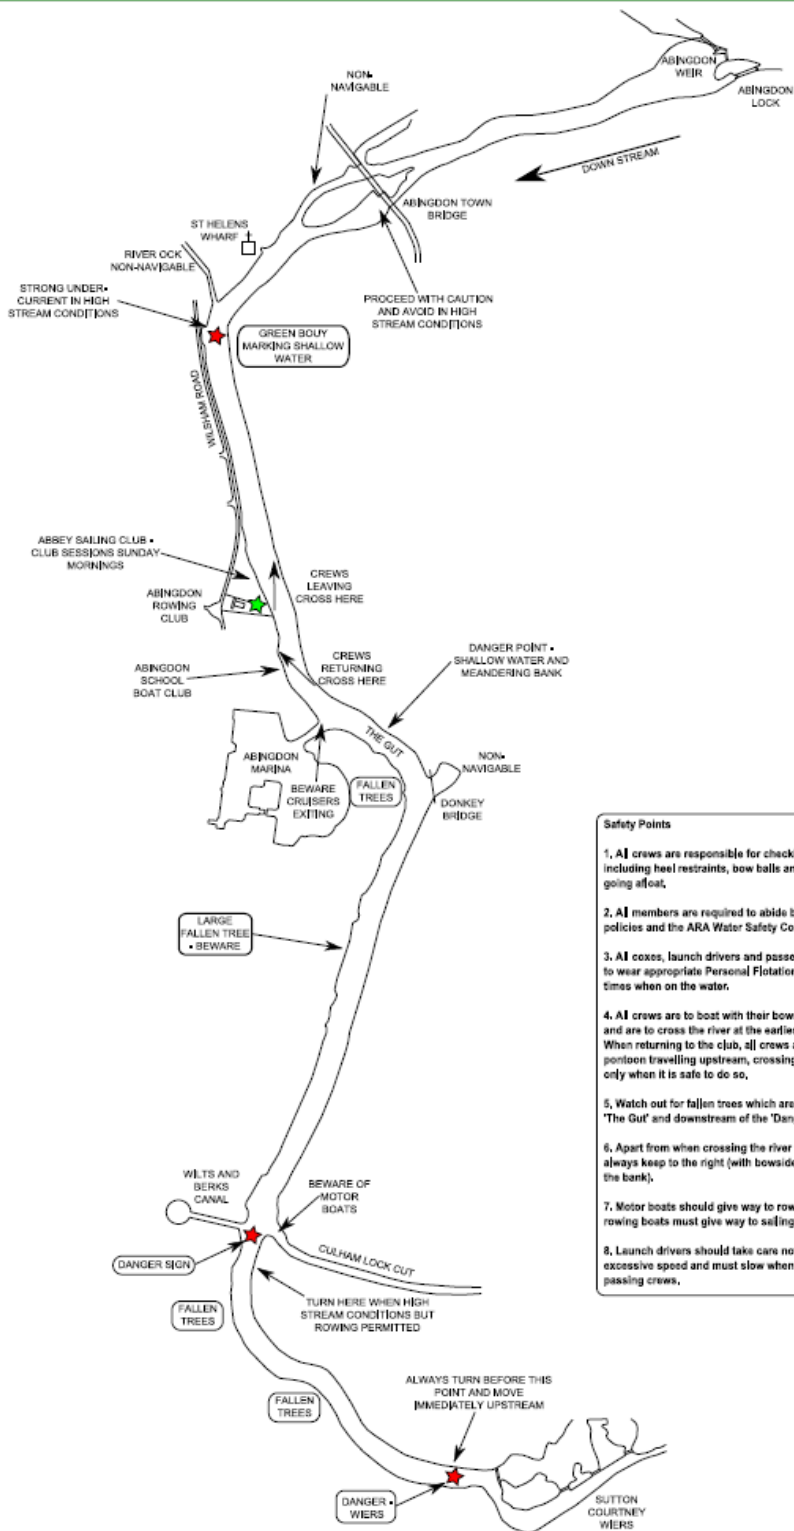 ABINGDON
WEIR
ABINGDON
LOCK
NON-
NAVIGABLE
DOWN STREAM
ABINGDON TOWN
BRIDGE
ST HELENS
WHARF
RIVER OCK
NON-NAVIGABLE
STRONG UNDER-
CURRENT IN HIGH
STREAM CONDITIONS
PROCEED WITH CAUTION
AND AVOID IN HIGH
STREAM CONDITIONS
GREEN BOUY
MARKING SHALLOW
WATER
WILSHAM ROAD
ABBEY SAILING CLUB -
CLUB SESSIONS SUNDAY
MORNINGS
ABINGDON
ROWING
CLUB
CREWS
LEAVING
CROSS HERE
ABINGDON
SCHOOL
BOAT CLUB
CREWS
RETURNING
CROSS HERE
DANGER POINT -
SHALLOW WATER AND
MEANDERING BANK
THE GUT
ABINGDON
MARINA
BEWARE
CRUISERS
EXITING
FALLEN
TREES
NON-
NAVIGABLE
DONKEY
BRIDGE
LARGE
FALLEN TREE
- BEWARE
Safety Points
1. All crews are responsible for checki
including heel restraints, bow balls an
going afloat.
2. All members are required to abide b
policies and the ARA Water Safety Co
3. All coxes, launch drivers and passe
to wear appropriate Personal Flotation
times when on the water.
4. All crews are to boat with their bow
and are to cross the river at the earlies
When returning to the club, all crews a
pontoon travelling upstream, crossing
only when it is safe to do so.
5. Watch out for fallen trees which are
'The Gut' and downstream of the 'Dan
6. Apart from when crossing the river
always keep to the right (with bowside
the bank).
7. Motor boats should give way to row
rowing boats must give way to sailing
8. Launch drivers should take care no
excessive speed and must slow when
passing crews.
WILTS AND
BERKS
CANAL
BEWARE OF
MOTOR
BOATS
DANGER SIGN
CULHAM LOCK CUT
FALLEN
TREES
TURN HERE WHEN HIGH
STREAM CONDITIONS BUT
ROWING PERMITTED
FALLEN
TREES
ALWAYS TURN BEFORE THIS
POINT AND MOVE
IMMEDIATELY UPSTREAM
DANGER -
WIERS
SUTTON
COURTNEY
WIERS